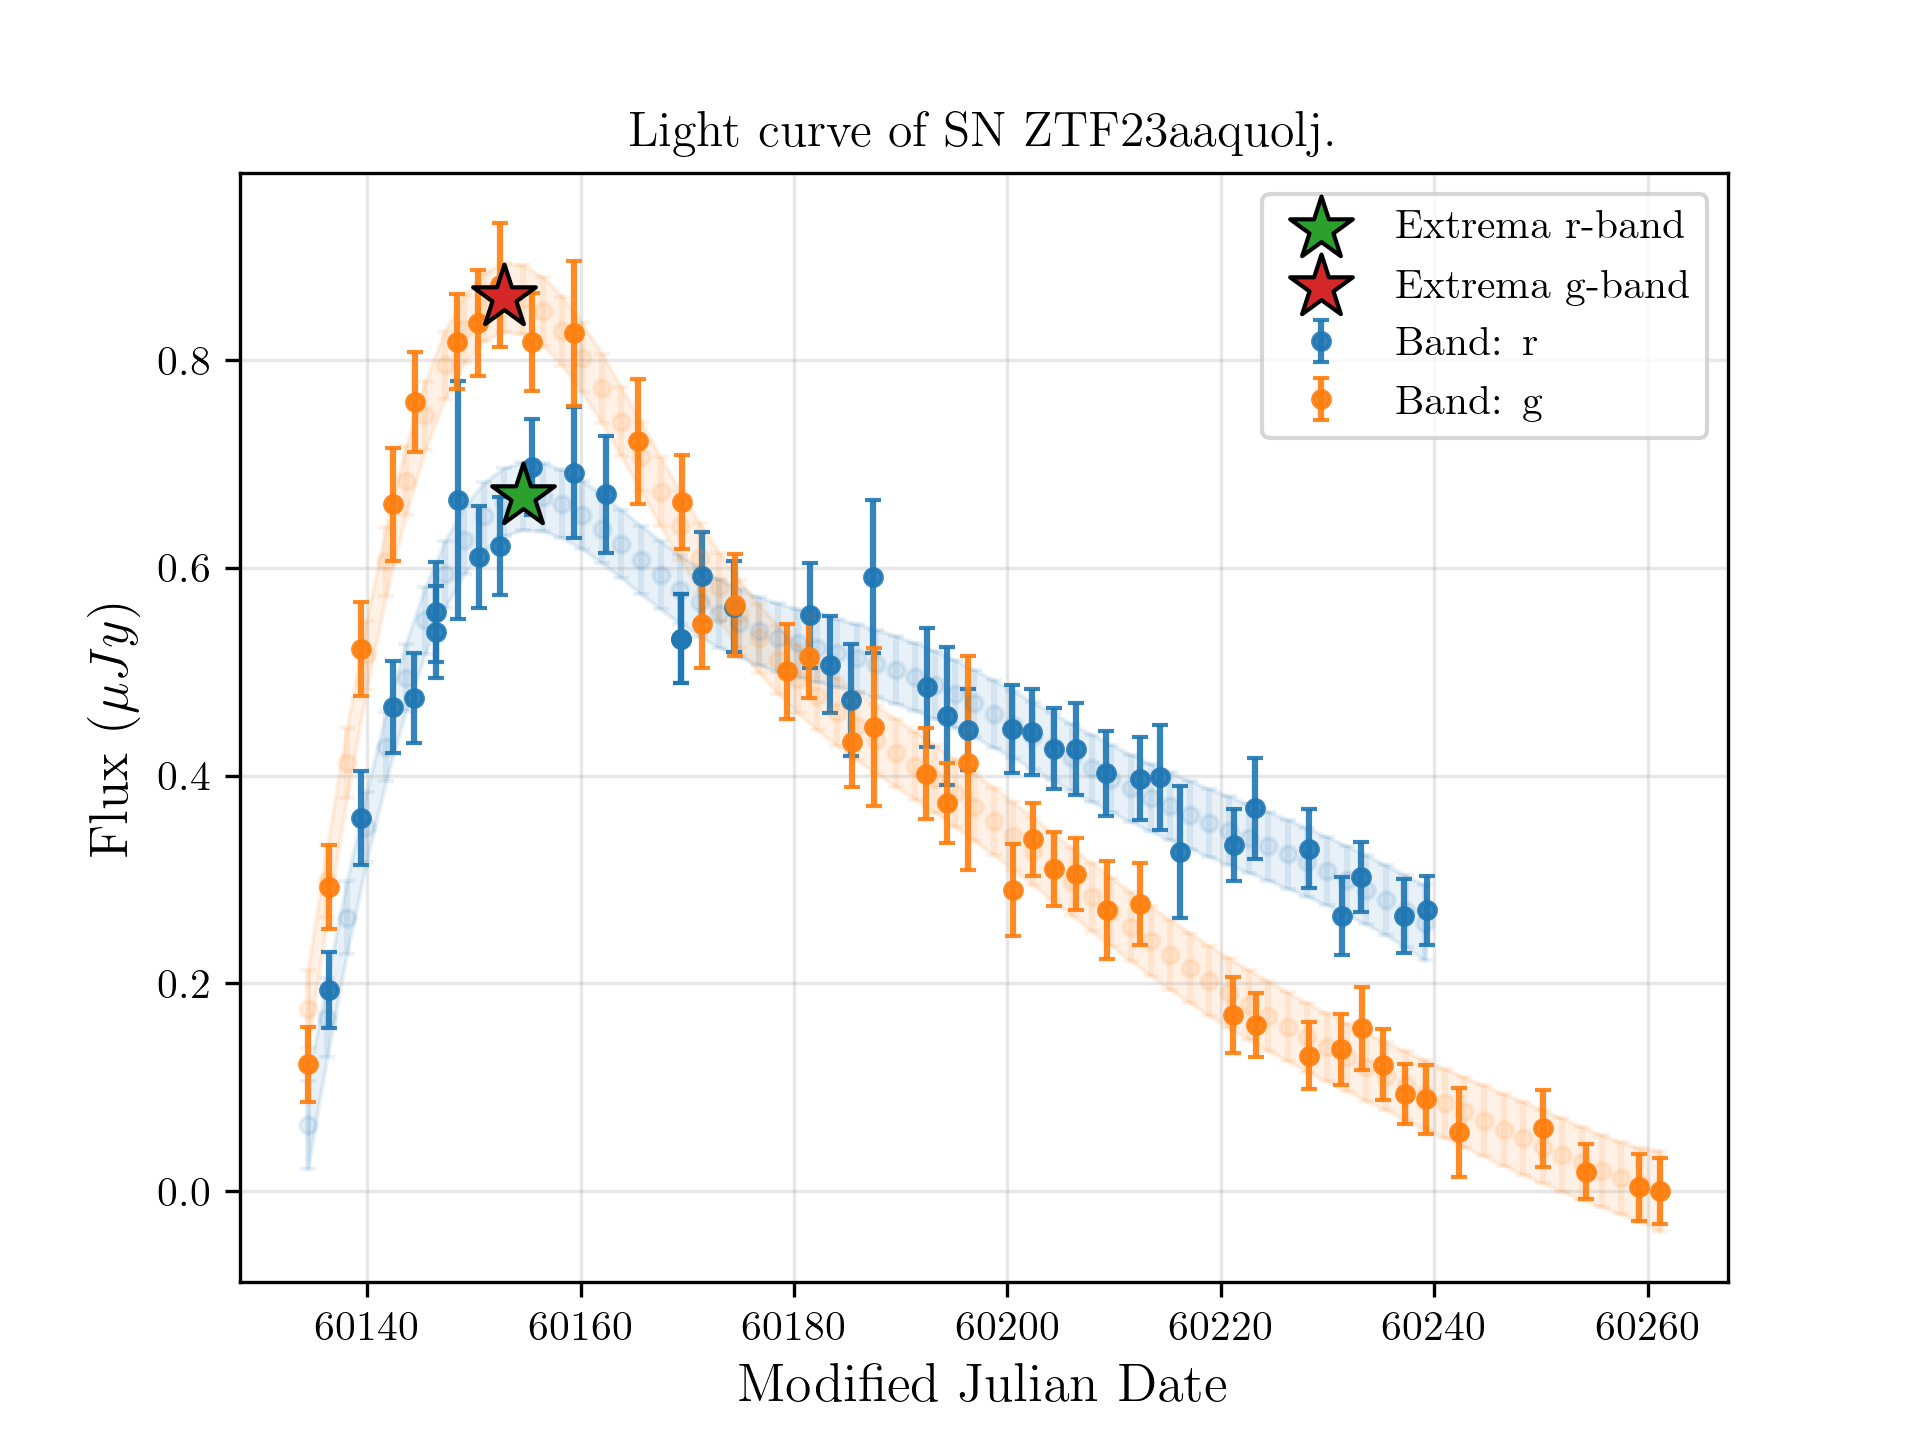 Light curve of SN ZTF23aaquolj.
Extrema r-band
Extrema g-band
Band: r
Band: g
Flux (μJy)
0.8
0.6
0.4
0.2
0.0
60140 60160 60180 60200 60220 60240 60260
Modified Julian Date